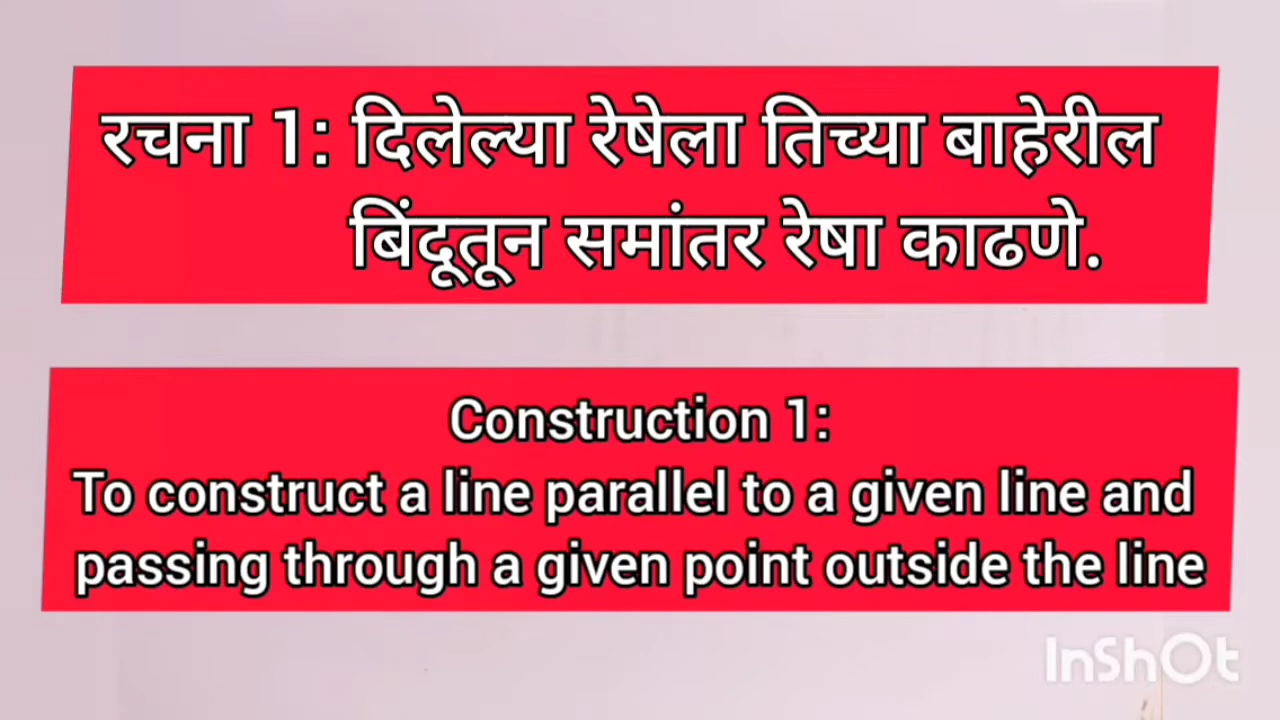 रचना 1: दिलेल्या रेषेला तिच्या बाहेरील
बिंदूतून समांतर रेषा काढणे.
Construction 1:
To construct a line parallel to a given line and
passing through a given point outside the line
InShOt